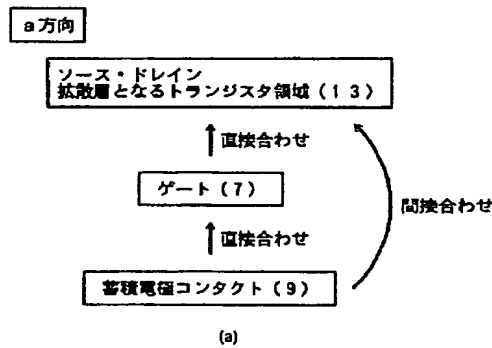 a方向
ソース・ドレイン
拡散層となるトランジスタ領域(13)
直接合わせ
ゲート(7)
間接合わせ
直接合わせ
蓄積電極コンタクト(9)
(a)